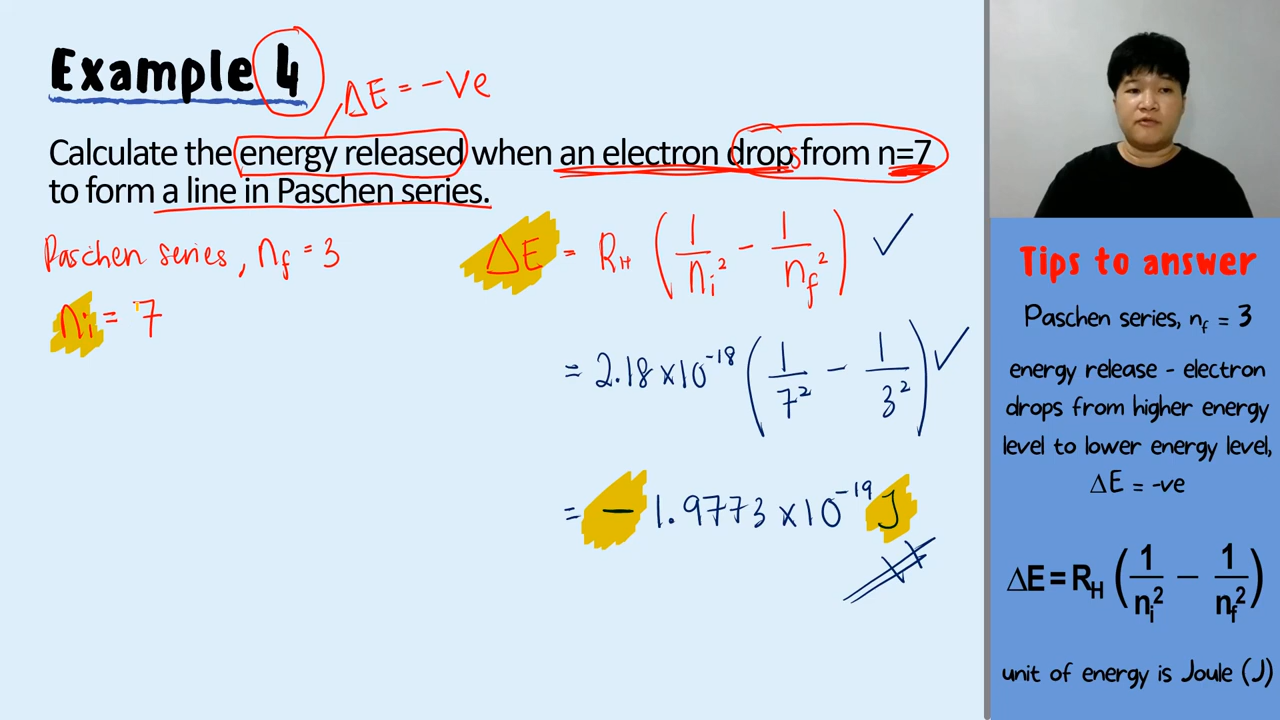 Example 4
ΔE = -ve
Calculate the energy released when an electron drops from n=7
to form a line in Paschen series.
Paschen series, nf = 3
ni = 7
ΔE = RH (1/ni² - 1/nf²) ✓
= 2.18 x 10⁻¹⁸ (1/7² - 1/3²) ✓
= - 1.9773 x 10⁻¹⁹ J
Tips to answer
Paschen series, nf = 3
energy release - electron
drops from higher energy
level to lower energy level,
ΔE = -ve
ΔE = RH (1/ni² - 1/nf²)
unit of energy is Joule (J)